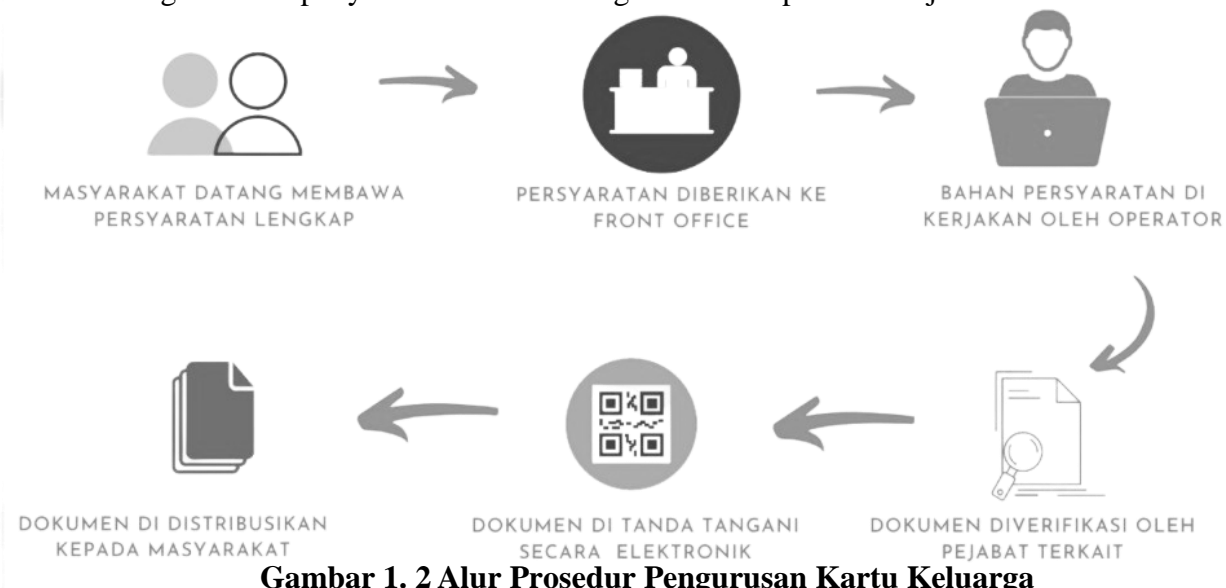 MASYARAKAT DATANG MEMBAWA
PERSYARATAN LENGKAP
PERSYARATAN DIBERIKAN KE
FRONT OFFICE
BAHAN PERSYARATAN DI
KERJAKAN OLEH OPERATOR
DOKUMEN DI DISTRIBUSIKAN
KEPADA MASYARAKAT
DOKUMEN DI TANDA TANGANI
SECARA ELEKTRONIK
DOKUMEN DIVERIFIKASI OLEH
PEJABAT TERKAIT
Gambar 1. 2 Alur Prosedur Pengurusan Kartu Keluarga